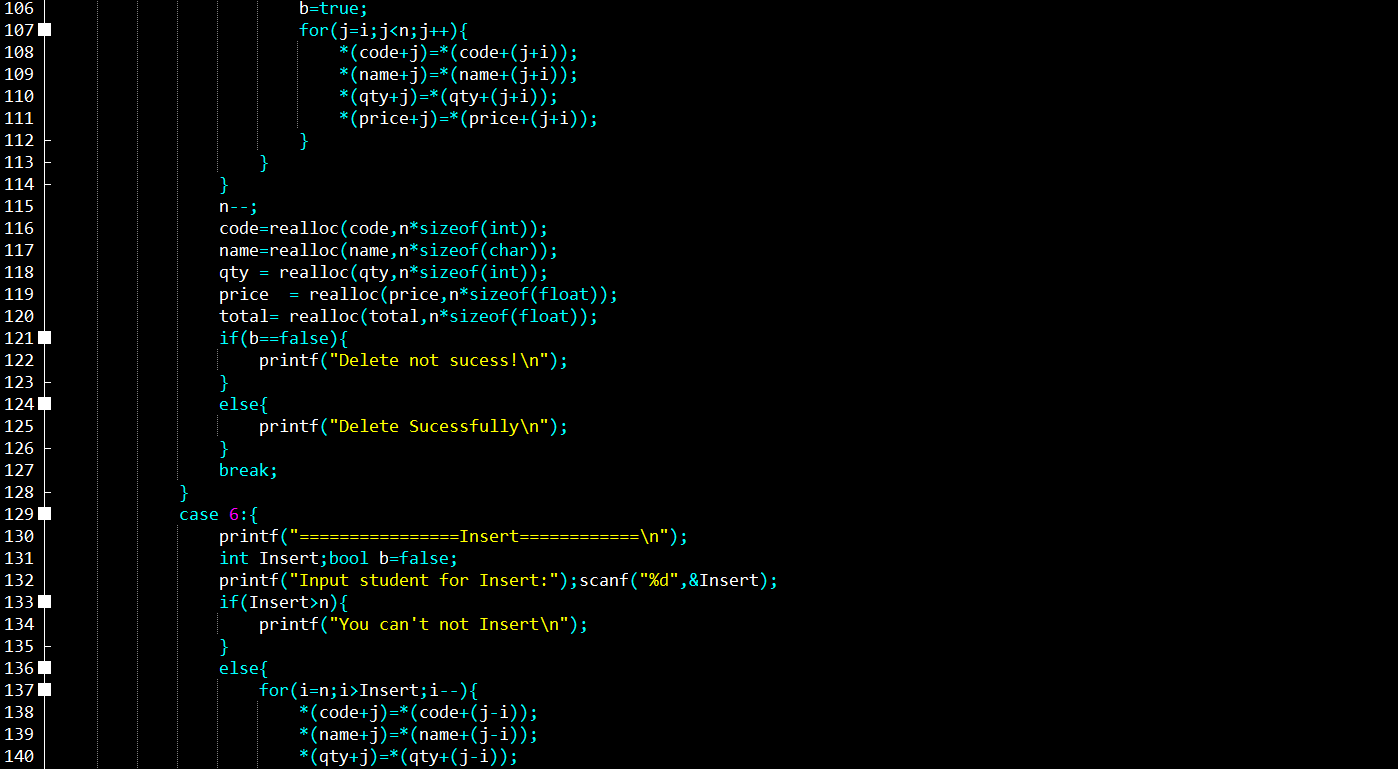 106 b=true;
107 for(j=i;j<n;j++){
108 *(code+j)=*(code+(j+i));
109 *(name+j)=*(name+(j+i));
110 *(qty+j)=*(qty+(j+i));
111 *(price+j)=*(price+(j+i));
112 }
113 }
114 }
115 n--;
116 code=realloc(code,n*sizeof(int));
117 name=realloc(name,n*sizeof(char));
118 qty = realloc(qty,n*sizeof(int));
119 price  = realloc(price,n*sizeof(float));
120 total= realloc(total,n*sizeof(float));
121 if(b==false){
122 printf("Delete not sucess!\n");
123 }
124 else{
125 printf("Delete Sucessfully\n");
126 }
127 break;
128 }
129 case 6:{
130 printf("================Insert============\n");
131 int Insert;bool b=false;
132 printf("Input student for Insert:");scanf("%d",&Insert);
133 if(Insert>n){
134 printf("You can't not Insert\n");
135 }
136 else{
137 for(i=n;i>Insert;i--){
138 *(code+j)=*(code+(j-i));
139 *(name+j)=*(name+(j-i));
140 *(qty+j)=*(qty+(j-i));